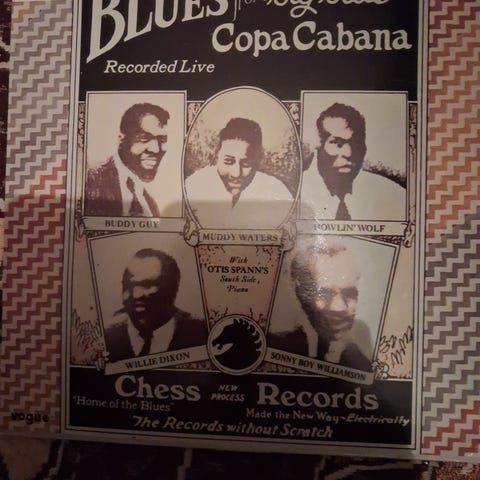 BLUES
Copa Cabana
Recorded Live
BUDDY GUY
MUDDY WATERS
HOWLIN' WOLF
With
OTIS SPANN'S
South Side,
Piano
WILLIE DIXON
SONNY BOY WILLIAMSON
Chess NEW PROCESS Records
"Home of the Blues"
Made the New Way-Electrically
The Records without Scratch
vogue